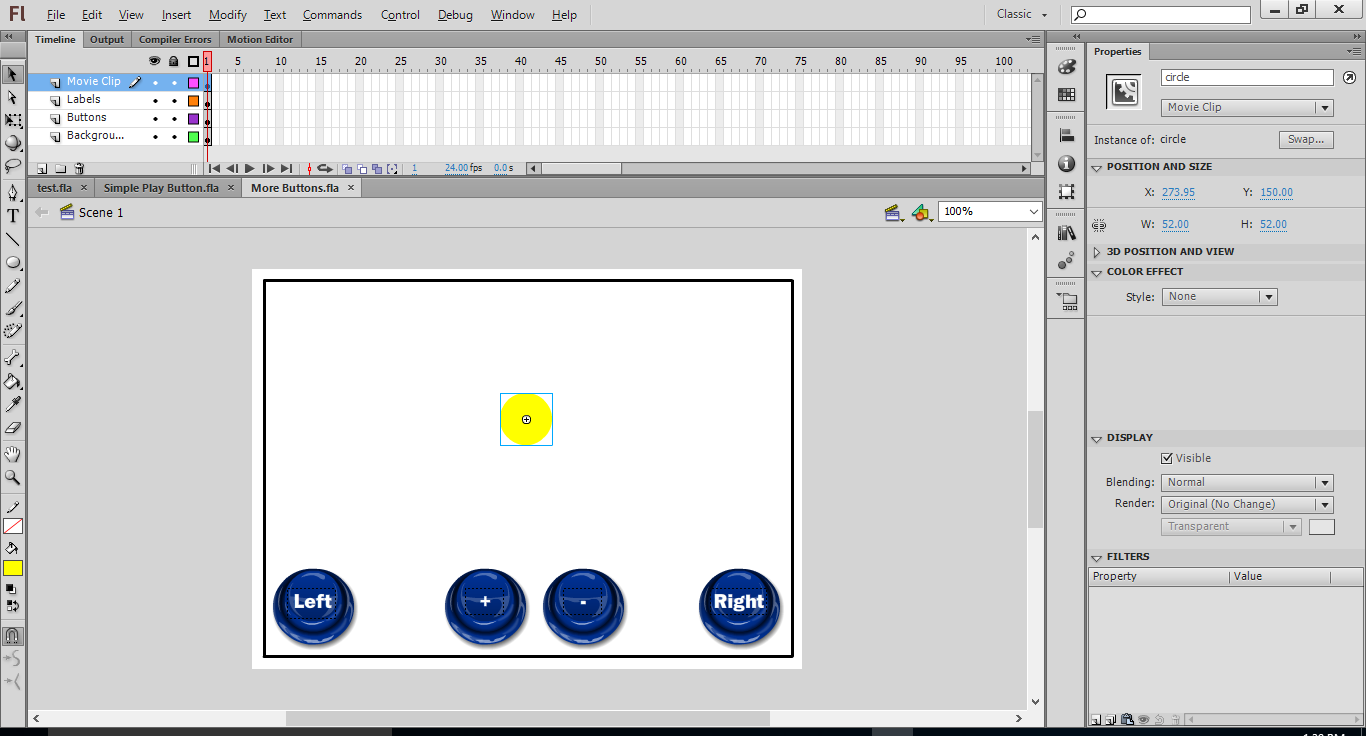 Fl File Edit View Insert Modify Text Commands Control Debug Window Help Classic
Timeline Output Compiler Errors Motion Editor
1 5 10 15 20 25 30 35 40 45 50 55 60 65 70 75 80 85 90 95 100
Movie Clip
Labels
Buttons
Backgrou...
1 24.00 fps 0.0 s
test.fla × Simple Play Button.fla × More Buttons.fla ×
Scene 1 100%
Left + - Right
Properties
circle
Movie Clip
Instance of: circle Swap...
POSITION AND SIZE
X: 273.95 Y: 150.00
W: 52.00 H: 52.00
3D POSITION AND VIEW
COLOR EFFECT
Style: None
DISPLAY
Visible
Blending: Normal
Render: Original (No Change)
Transparent
FILTERS
Property Value